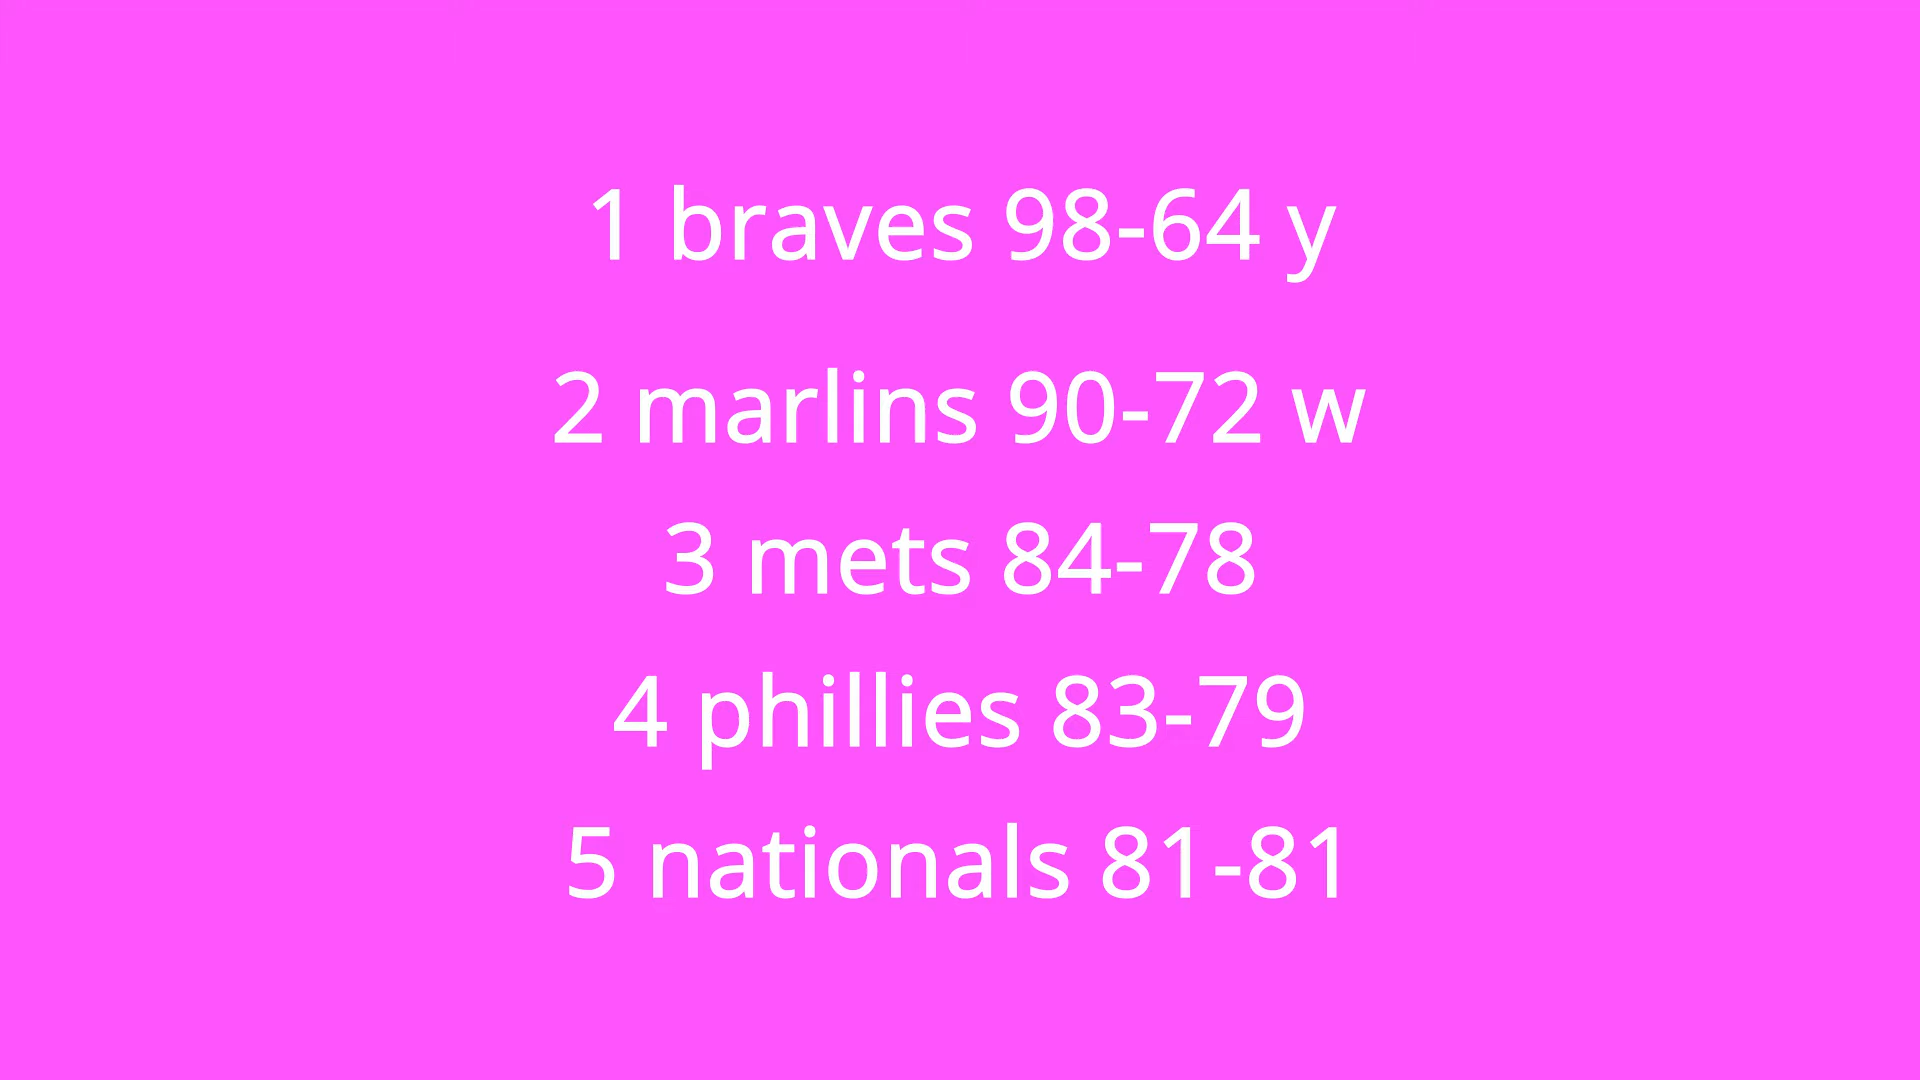 1 braves 98-64 y
2 marlins 90-72 w
3 mets 84-78
4 phillies 83-79
5 nationals 81-81